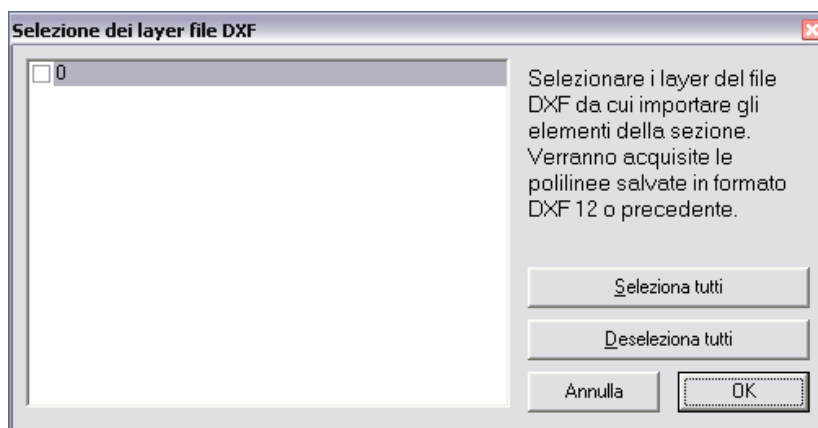 Selezione dei layer file DXF
0
Selezionare i layer del file
DXF da cui importare gli
elementi della sezione.
Verranno acquisite le
polilinee salvate in formato
DXF 12 o precedente.
Seleziona tutti
Deseleziona tutti
Annulla
OK